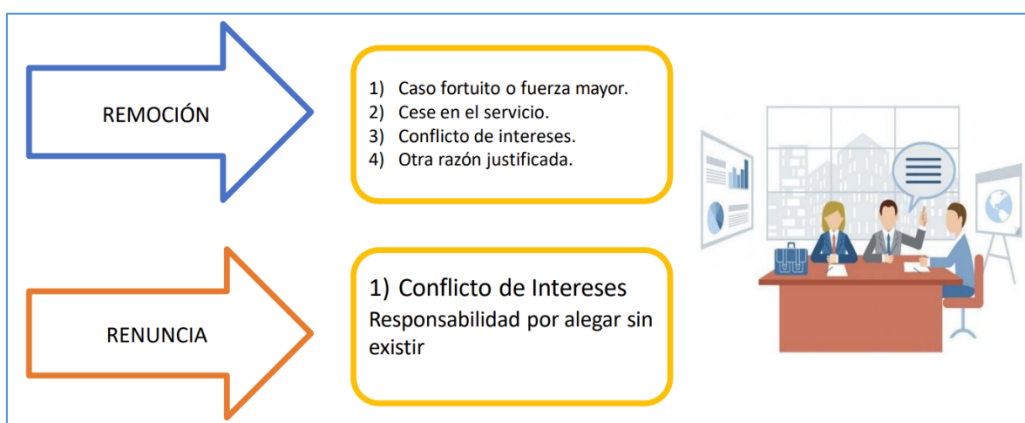 REMOCIÓN
1) Caso fortuito o fuerza mayor.
2) Cese en el servicio.
3) Conflicto de intereses.
4) Otra razón justificada.
RENUNCIA
1) Conflicto de Intereses
Responsabilidad por alegar sin
existir